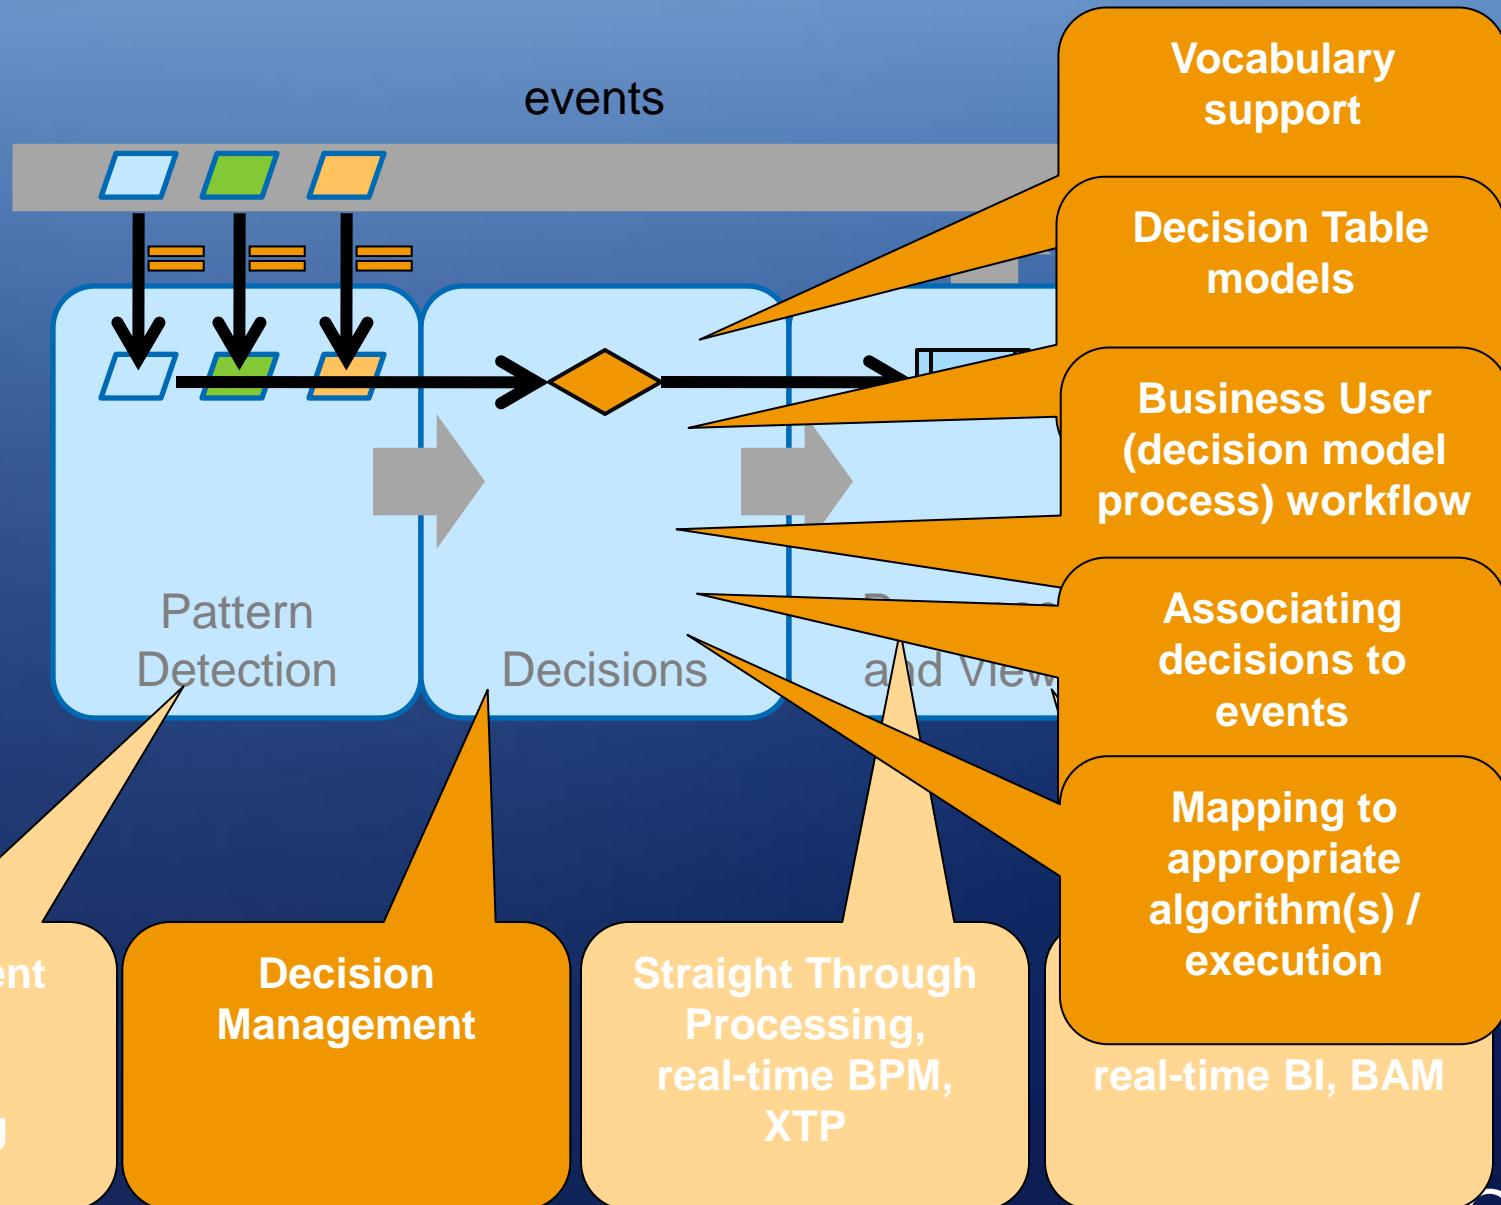 events
Vocabulary
support
Decision Table
models
Business User
(decision model
process) workflow
Associating
decisions to
events
Mapping to
appropriate
algorithm(s) /
execution
Pattern
Detection
Decisions
and View
Decision
Management
Straight Through
Processing,
real-time BPM,
XTP
real-time BI, BAM